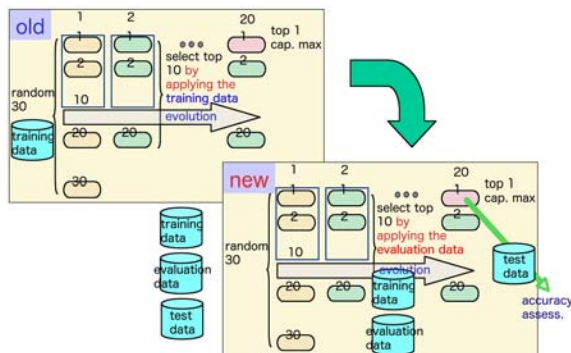 old
1
2
20
1
1
1
top 1
cap. max
2
2
2
select top
10 by
applying the
training data
random
30
10
evolution
training
data
20
20
20
30
new
1
2
20
1
1
1
top 1
cap. max
2
2
2
select top
10 by
applying the
evaluation data
random
30
10
evolution
training
data
20
20
20
30
evaluation data
test
data
accuracy
assess.
training
data
evaluation data
test
data